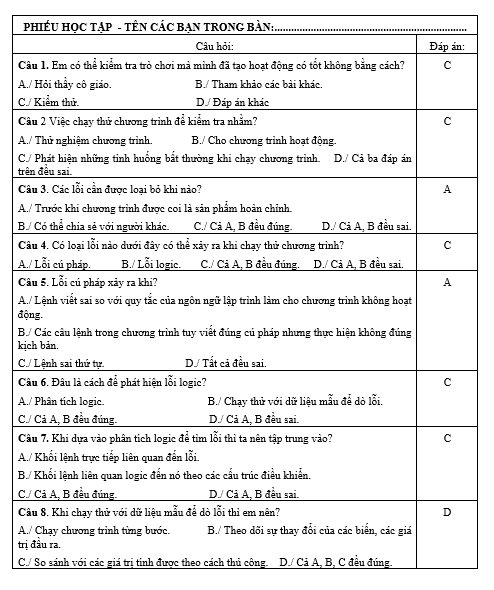 PHIẾU HỌC TẬP - TÊN CÁC BẠN TRONG BÀN:......................................................................
Câu hỏi:
Đáp án:
Câu 1. Em có thể kiểm tra trò chơi mà mình đã tạo hoạt động có tốt không bằng cách?
C
A./ Hỏi thầy cô giáo. B./ Tham khảo các bài khác.
C./ Kiểm thử. D./ Đáp án khác
Câu 2 Việc chạy thử chương trình để kiểm tra nhằm?
C
A./ Thử nghiệm chương trình. B./ Cho chương trình hoạt động.
C./ Phát hiện những tình huống bất thường khi chạy chương trình. D./ Cả ba đáp án
trên đều sai.
Câu 3. Các lỗi cần được loại bỏ khi nào?
A
A./ Trước khi chương trình được coi là sản phẩm hoàn chỉnh.
B./ Có thể chia sẻ với người khác. C./ Cả A, B đều đúng. D./ Cả A, B đều sai.
Câu 4. Có loại lỗi nào dưới đây có thể xảy ra khi chạy thử chương trình?
C
A./ Lỗi cú pháp. B./ Lỗi logic. C./ Cả A, B đều đúng. D./ Cả A, B đều sai.
Câu 5. Lỗi cú pháp xảy ra khi?
A
A./ Lệnh viết sai so với quy tắc của ngôn ngữ lập trình làm cho chương trình không hoạt
động.
B./ Các câu lệnh trong chương trình tuy viết đúng cú pháp nhưng thực hiện không đúng
kịch bản.
C./ Lệnh sai thứ tự. D./ Tất cả đều sai.
Câu 6. Đâu là cách để phát hiện lỗi logic?
C
A./ Phân tích logic. B./ Chạy thử với dữ liệu mẫu để dò lỗi.
C./ Cả A, B đều đúng. D./ Cả A, B đều sai.
Câu 7. Khi dựa vào phân tích logic để tìm lỗi thì ta nên tập trung vào?
C
A./ Khối lệnh trực tiếp liên quan đến lỗi.
B./ Khối lệnh liên quan logic đến nó theo các cấu trúc điều khiển.
C./ Cả A, B đều đúng. D./ Cả A, B đều sai.
Câu 8. Khi chạy thử với dữ liệu mẫu để dò lỗi thì em nên?
D
A./ Chạy chương trình từng bước. B./ Theo dõi sự thay đổi của các biến, các giá
trị đầu ra.
C./ So sánh với các giá trị tính được theo cách thủ công. D./ Cả A, B, C đều đúng.